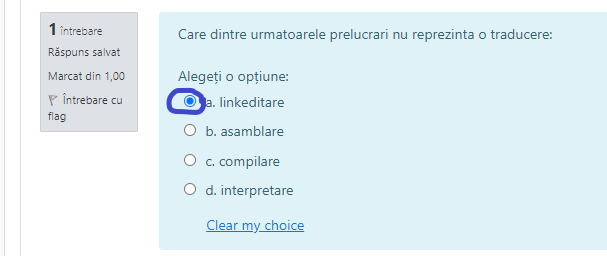 1 întrebare
Răspuns salvat
Marcat din 1,00
Întrebare cu
flag
Care dintre urmatoarele prelucrari nu reprezinta o traducere:
Alegeți o opțiune:
a. linkeditare
b. asamblare
c. compilare
d. interpretare
Clear my choice